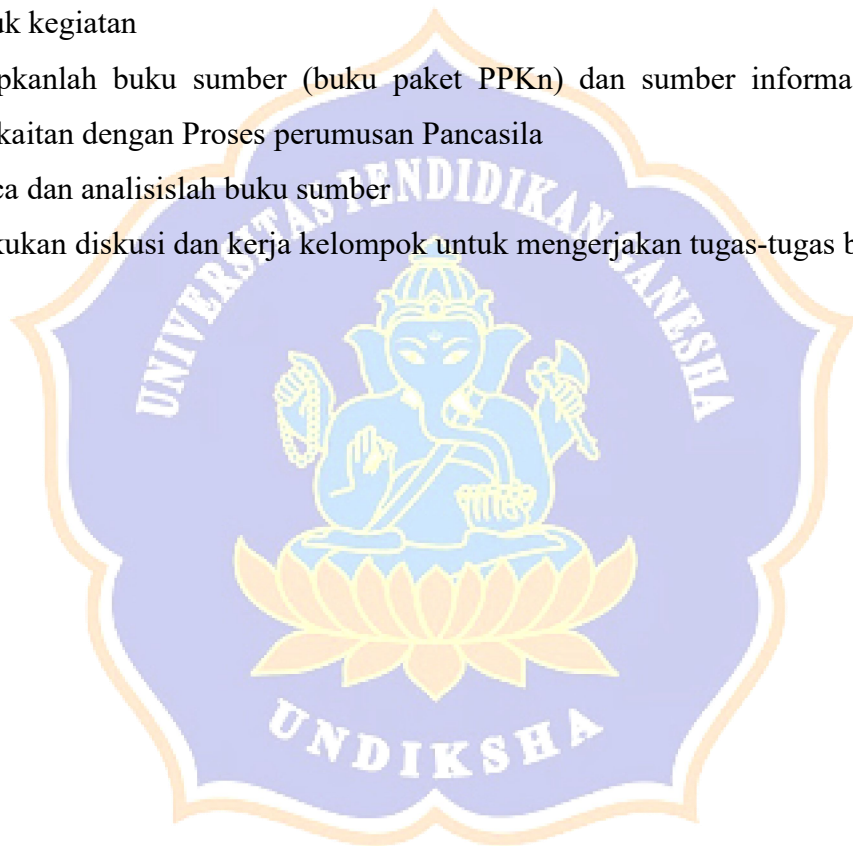 uk kegiatan
pkanlah buku sumber (buku paket PPKn) dan sumber informa
kaitan dengan Proses perumusan Pancasila
ca dan analisislah buku sumber
kukan diskusi dan kerja kelompok untuk mengerjakan tugas-tugas b
UNIVERSITAS PENDIDIKAN GANESHA
UNDIKSHA